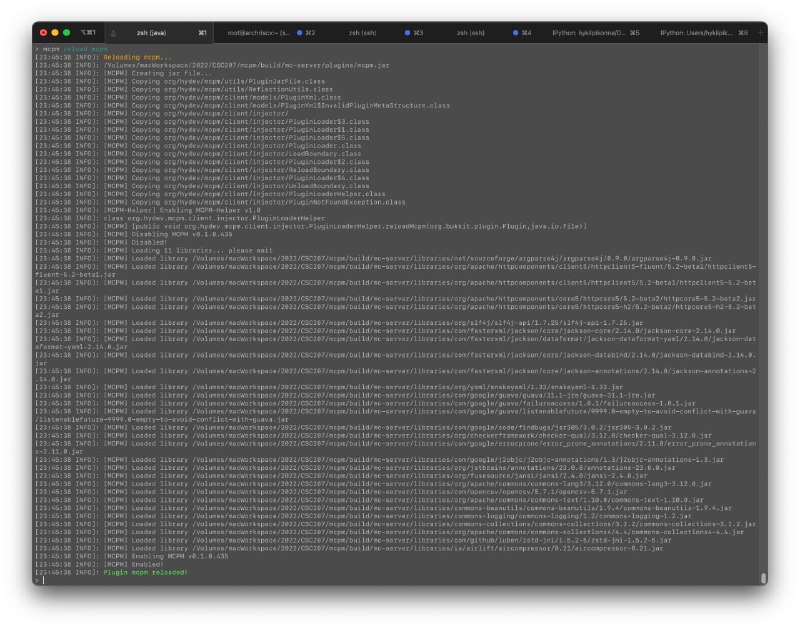 ⌥⌘1
zsh (java) ⌘1
root@archriscv:~ (s... ⌘2
zsh (ssh) ⌘3
zsh (ssh) ⌘4
IPython: hykilpikonna/D... ⌘5
IPython: Users/hykilpik... ⌘6
> mcpm reload mcpm
[23:45:38 INFO]: Reloading mcpm...
[23:45:38 INFO]: /Volumes/macWorkspace/2022/CSC207/mcpm/build/mc-server/plugins/mcpm.jar
[23:45:38 INFO]: [MCPM] Creating jar file...
[23:45:38 INFO]: [MCPM] Copying org/hydev/mcpm/utils/PluginJarFile.class
[23:45:38 INFO]: [MCPM] Copying org/hydev/mcpm/utils/ReflectionUtils.class
[23:45:38 INFO]: [MCPM] Copying org/hydev/mcpm/client/models/PluginYml.class
[23:45:38 INFO]: [MCPM] Copying org/hydev/mcpm/client/models/PluginYml$InvalidPluginMetaStructure.class
[23:45:38 INFO]: [MCPM] Copying org/hydev/mcpm/client/injector/
[23:45:38 INFO]: [MCPM] Copying org/hydev/mcpm/client/injector/PluginLoader$3.class
[23:45:38 INFO]: [MCPM] Copying org/hydev/mcpm/client/injector/PluginLoader$1.class
[23:45:38 INFO]: [MCPM] Copying org/hydev/mcpm/client/injector/PluginLoader$5.class
[23:45:38 INFO]: [MCPM] Copying org/hydev/mcpm/client/injector/PluginLoader.class
[23:45:38 INFO]: [MCPM] Copying org/hydev/mcpm/client/injector/LoadBoundary.class
[23:45:38 INFO]: [MCPM] Copying org/hydev/mcpm/client/injector/PluginLoader$2.class
[23:45:38 INFO]: [MCPM] Copying org/hydev/mcpm/client/injector/ReloadBoundary.class
[23:45:38 INFO]: [MCPM] Copying org/hydev/mcpm/client/injector/PluginLoader$4.class
[23:45:38 INFO]: [MCPM] Copying org/hydev/mcpm/client/injector/UnloadBoundary.class
[23:45:38 INFO]: [MCPM] Copying org/hydev/mcpm/client/injector/PluginLoaderHelper.class
[23:45:38 INFO]: [MCPM] Copying org/hydev/mcpm/client/injector/PluginNotFoundException.class
[23:45:38 INFO]: [MCPM-Helper] Enabling MCPM-Helper v1.0
[23:45:38 INFO]: class org.hydev.mcpm.client.injector.PluginLoaderHelper
[23:45:38 INFO]: [MCPM] [public void org.hydev.mcpm.client.injector.PluginLoaderHelper.reloadMcpm(org.bukkit.plugin.Plugin,java.io.File)]
[23:45:38 INFO]: [MCPM] Disabling MCPM v0.1.0.435
[23:45:38 INFO]: [MCPM] Disabled!
[23:45:38 INFO]: [MCPM] Loading 11 libraries... please wait
[23:45:38 INFO]: [MCPM] Loaded library /Volumes/macWorkspace/2022/CSC207/mcpm/build/mc-server/libraries/net/sourceforge/argparse4j/argparse4j/0.9.0/argparse4j-0.9.0.jar
[23:45:38 INFO]: [MCPM] Loaded library /Volumes/macWorkspace/2022/CSC207/mcpm/build/mc-server/libraries/org/apache/httpcomponents/client5/httpclient5-fluent/5.2-beta1/httpclient5-
fluent-5.2-beta1.jar
[23:45:38 INFO]: [MCPM] Loaded library /Volumes/macWorkspace/2022/CSC207/mcpm/build/mc-server/libraries/org/apache/httpcomponents/client5/httpclient5/5.2-beta1/httpclient5-5.2-bet
a1.jar
[23:45:38 INFO]: [MCPM] Loaded library /Volumes/macWorkspace/2022/CSC207/mcpm/build/mc-server/libraries/org/apache/httpcomponents/core5/httpcore5/5.2-beta2/httpcore5-5.2-beta2.jar
[23:45:38 INFO]: [MCPM] Loaded library /Volumes/macWorkspace/2022/CSC207/mcpm/build/mc-server/libraries/org/apache/httpcomponents/core5/httpcore5-h2/5.2-beta2/httpcore5-h2-5.2-bet
a2.jar
[23:45:38 INFO]: [MCPM] Loaded library /Volumes/macWorkspace/2022/CSC207/mcpm/build/mc-server/libraries/org/slf4j/slf4j-api/1.7.25/slf4j-api-1.7.25.jar
[23:45:38 INFO]: [MCPM] Loaded library /Volumes/macWorkspace/2022/CSC207/mcpm/build/mc-server/libraries/com/fasterxml/jackson/core/jackson-core/2.14.0/jackson-core-2.14.0.jar
[23:45:38 INFO]: [MCPM] Loaded library /Volumes/macWorkspace/2022/CSC207/mcpm/build/mc-server/libraries/com/fasterxml/jackson/dataformat/jackson-dataformat-yaml/2.14.0/jackson-dat
aformat-yaml-2.14.0.jar
[23:45:38 INFO]: [MCPM] Loaded library /Volumes/macWorkspace/2022/CSC207/mcpm/build/mc-server/libraries/com/fasterxml/jackson/core/jackson-databind/2.14.0/jackson-databind-2.14.0.
jar
[23:45:38 INFO]: [MCPM] Loaded library /Volumes/macWorkspace/2022/CSC207/mcpm/build/mc-server/libraries/com/fasterxml/jackson/core/jackson-annotations/2.14.0/jackson-annotations-2
.14.0.jar
[23:45:38 INFO]: [MCPM] Loaded library /Volumes/macWorkspace/2022/CSC207/mcpm/build/mc-server/libraries/org/yaml/snakeyaml/1.32/snakeyaml-1.32.jar
[23:45:38 INFO]: [MCPM] Loaded library /Volumes/macWorkspace/2022/CSC207/mcpm/build/mc-server/libraries/com/google/guava/guava/31.1-jre/guava-31.1-jre.jar
[23:45:38 INFO]: [MCPM] Loaded library /Volumes/macWorkspace/2022/CSC207/mcpm/build/mc-server/libraries/com/google/guava/failureaccess/1.0.1/failureaccess-1.0.1.jar
[23:45:38 INFO]: [MCPM] Loaded library /Volumes/macWorkspace/2022/CSC207/mcpm/build/mc-server/libraries/com/google/guava/listenablefuture/9999.0-empty-to-avoid-conflict-with-guava
/listenablefuture-9999.0-empty-to-avoid-conflict-with-guava.jar
[23:45:38 INFO]: [MCPM] Loaded library /Volumes/macWorkspace/2022/CSC207/mcpm/build/mc-server/libraries/com/google/code/findbugs/jsr305/3.0.2/jsr305-3.0.2.jar
[23:45:38 INFO]: [MCPM] Loaded library /Volumes/macWorkspace/2022/CSC207/mcpm/build/mc-server/libraries/org/checkerframework/checker-qual/3.12.0/checker-qual-3.12.0.jar
[23:45:38 INFO]: [MCPM] Loaded library /Volumes/macWorkspace/2022/CSC207/mcpm/build/mc-server/libraries/com/google/errorprone/error_prone_annotations/2.11.0/error_prone_annotation
s-2.11.0.jar
[23:45:38 INFO]: [MCPM] Loaded library /Volumes/macWorkspace/2022/CSC207/mcpm/build/mc-server/libraries/com/google/j2objc/j2objc-annotations/1.3/j2objc-annotations-1.3.jar
[23:45:38 INFO]: [MCPM] Loaded library /Volumes/macWorkspace/2022/CSC207/mcpm/build/mc-server/libraries/org/jetbrains/annotations/23.0.0/annotations-23.0.0.jar
[23:45:38 INFO]: [MCPM] Loaded library /Volumes/macWorkspace/2022/CSC207/mcpm/build/mc-server/libraries/org/fusesource/jansi/jansi/2.4.0/jansi-2.4.0.jar
[23:45:38 INFO]: [MCPM] Loaded library /Volumes/macWorkspace/2022/CSC207/mcpm/build/mc-server/libraries/org/apache/commons/commons-lang3/3.12.0/commons-lang3-3.12.0.jar
[23:45:38 INFO]: [MCPM] Loaded library /Volumes/macWorkspace/2022/CSC207/mcpm/build/mc-server/libraries/com/opencsv/opencsv/5.7.1/opencsv-5.7.1.jar
[23:45:38 INFO]: [MCPM] Loaded library /Volumes/macWorkspace/2022/CSC207/mcpm/build/mc-server/libraries/org/apache/commons/commons-text/1.10.0/commons-text-1.10.0.jar
[23:45:38 INFO]: [MCPM] Loaded library /Volumes/macWorkspace/2022/CSC207/mcpm/build/mc-server/libraries/commons-beanutils/commons-beanutils/1.9.4/commons-beanutils-1.9.4.jar
[23:45:38 INFO]: [MCPM] Loaded library /Volumes/macWorkspace/2022/CSC207/mcpm/build/mc-server/libraries/commons-logging/commons-logging/1.2/commons-logging-1.2.jar
[23:45:38 INFO]: [MCPM] Loaded library /Volumes/macWorkspace/2022/CSC207/mcpm/build/mc-server/libraries/commons-collections/commons-collections/3.2.2/commons-collections-3.2.2.jar
[23:45:38 INFO]: [MCPM] Loaded library /Volumes/macWorkspace/2022/CSC207/mcpm/build/mc-server/libraries/org/apache/commons/commons-collections4/4.4/commons-collections4-4.4.jar
[23:45:38 INFO]: [MCPM] Loaded library /Volumes/macWorkspace/2022/CSC207/mcpm/build/mc-server/libraries/com/github/luben/zstd-jni/1.5.2-5/zstd-jni-1.5.2-5.jar
[23:45:38 INFO]: [MCPM] Loaded library /Volumes/macWorkspace/2022/CSC207/mcpm/build/mc-server/libraries/io/airlift/aircompressor/0.21/aircompressor-0.21.jar
[23:45:38 INFO]: [MCPM] Enabling MCPM v0.1.0.435
[23:45:38 INFO]: [MCPM] Enabled!
[23:45:38 INFO]: Plugin mcpm reloaded!
>